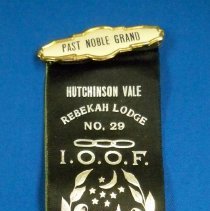 PAST NOBLE GRAND
HUTCHINSON VALE
REBEKAH LODGE
NO. 29
I.O.O.F.